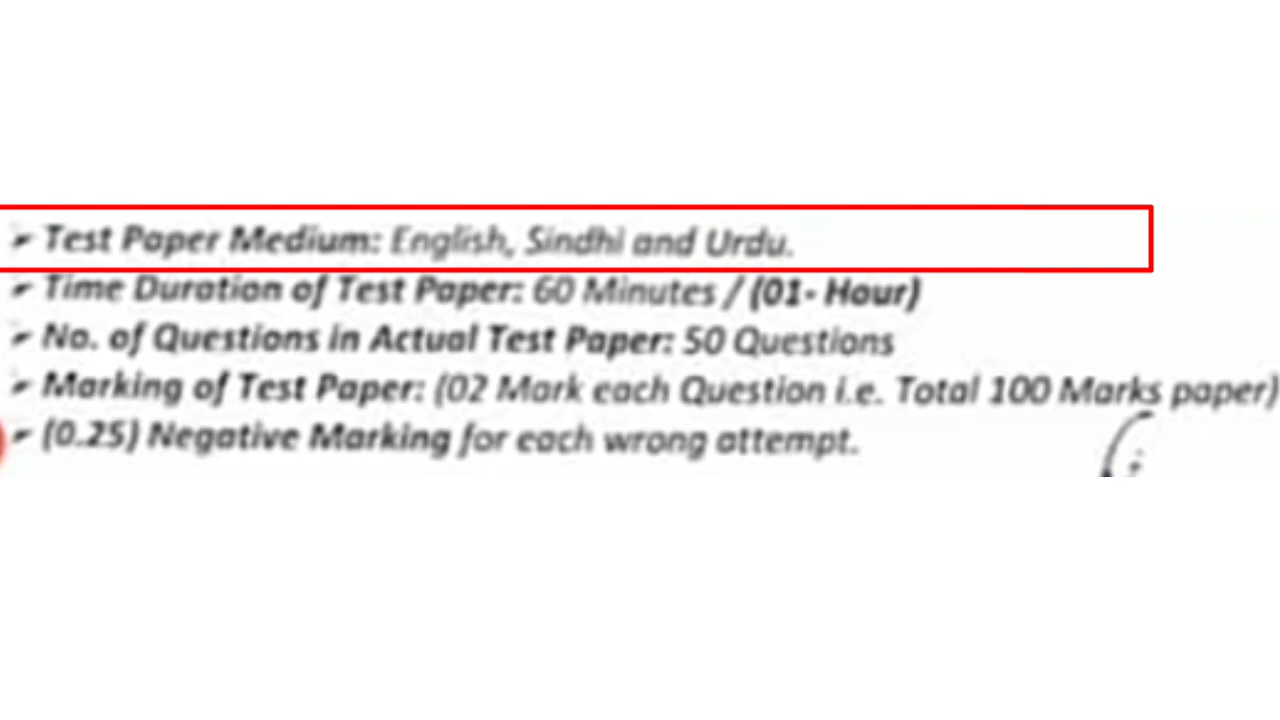 ➢ Test Paper Medium: English, Sindhi and Urdu.
➢ Time Duration of Test Paper: 60 Minutes / (01- Hour)
➢ No. of Questions in Actual Test Paper: 50 Questions
➢ Marking of Test Paper: (02 Mark each Question i.e. Total 100 Marks paper)
➢ (0.25) Negative Marking for each wrong attempt.